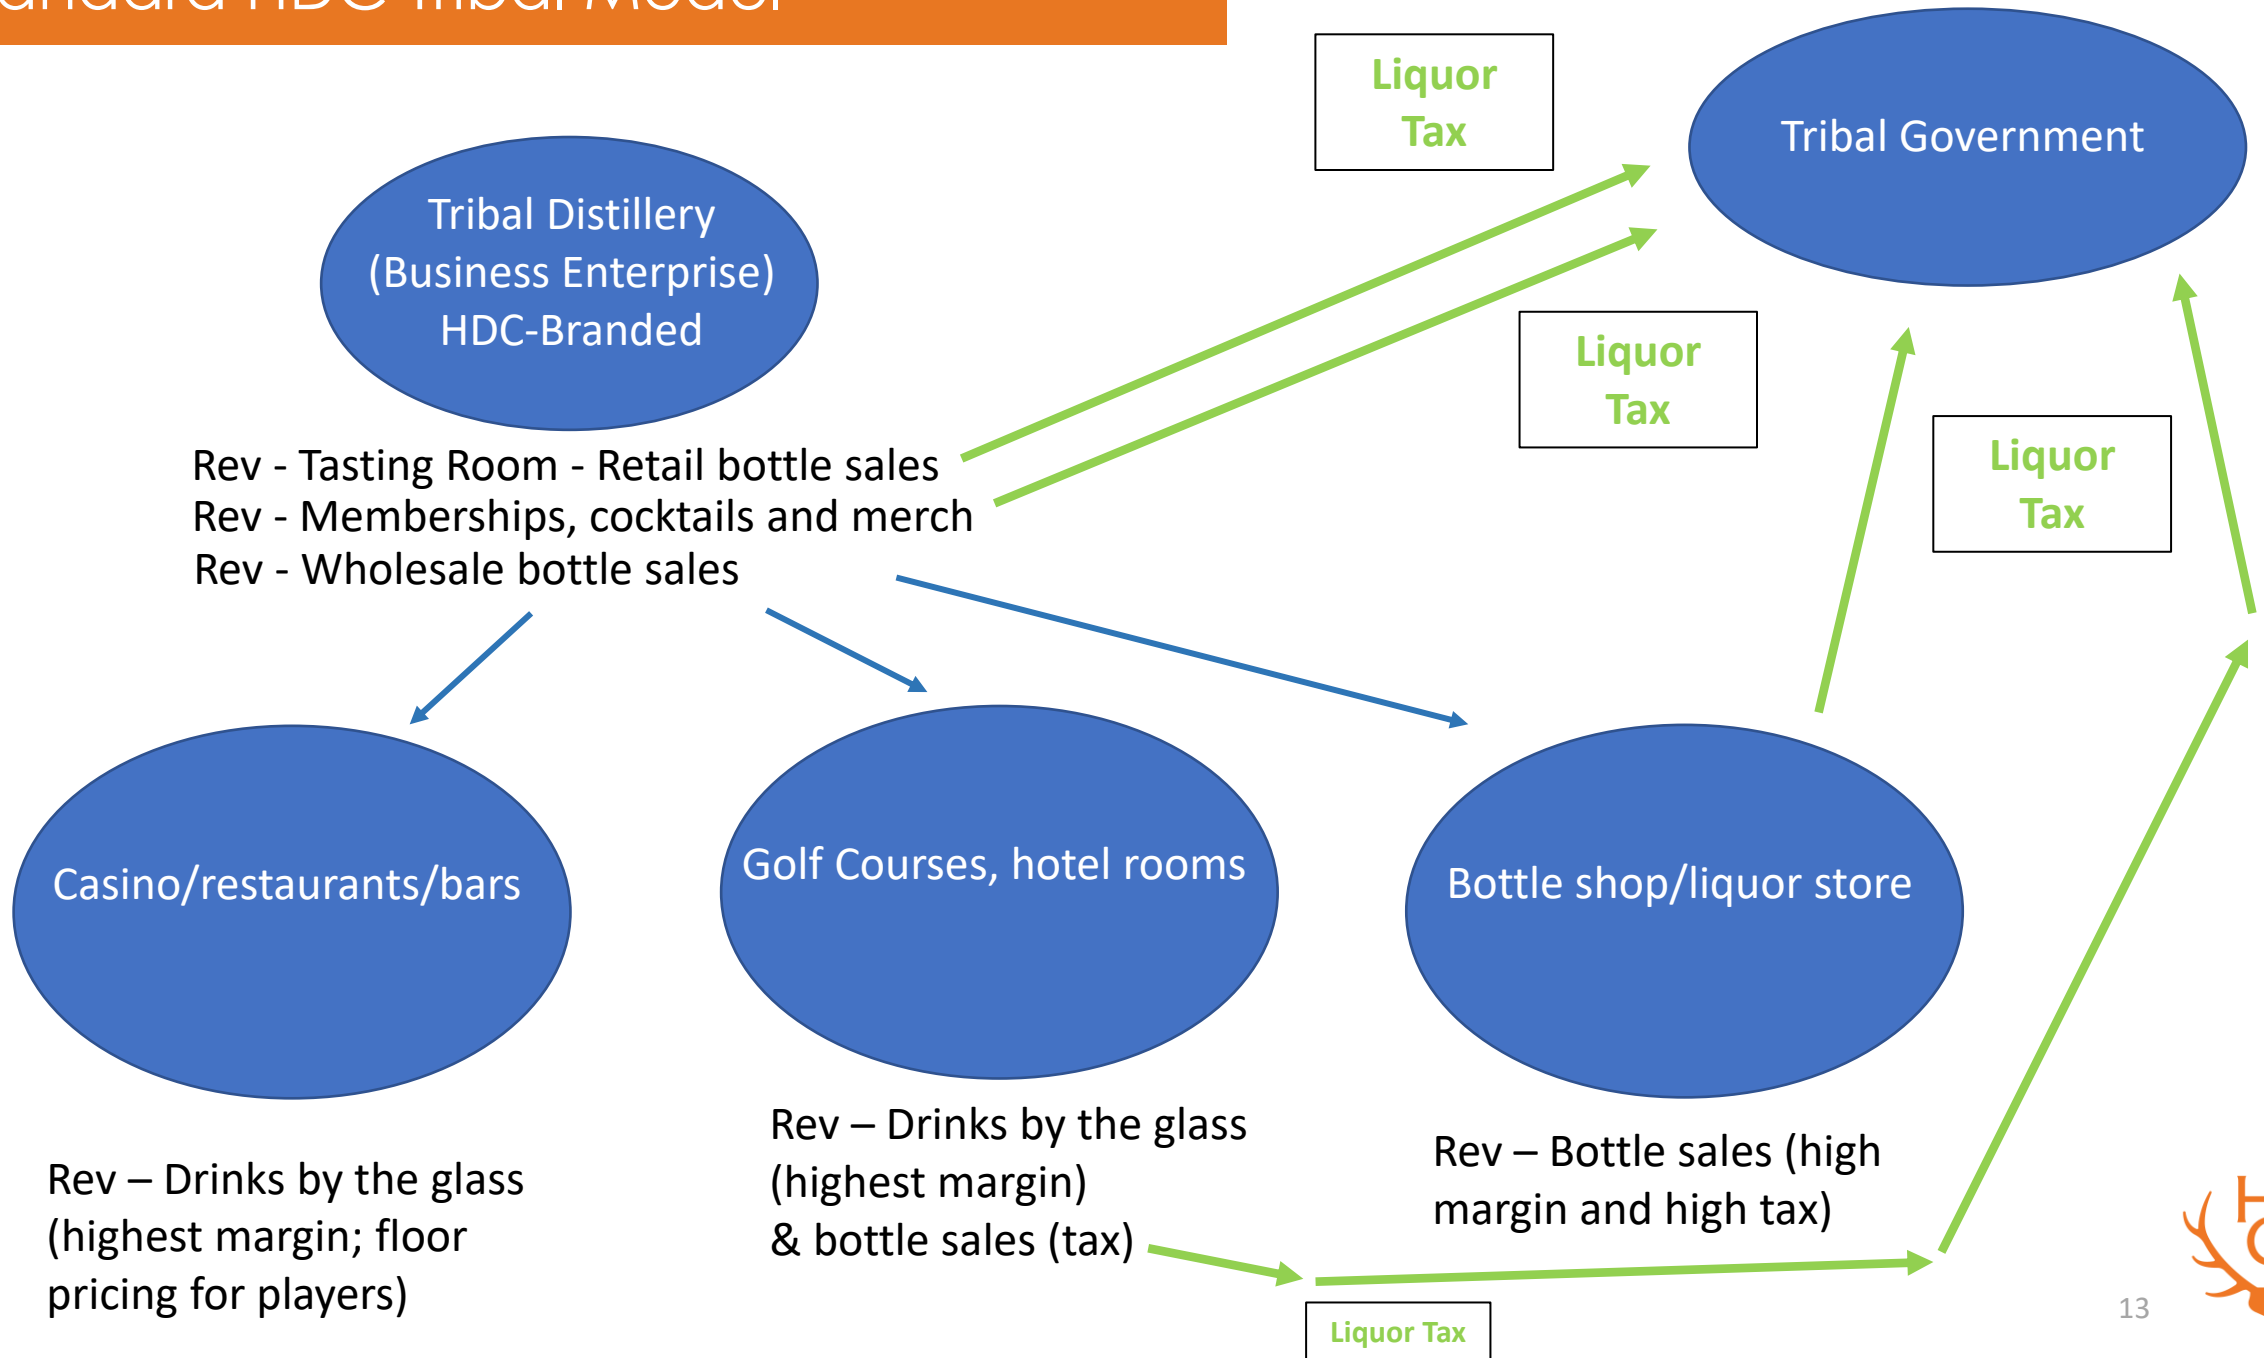 HDC Tribal Model
Liquor
Tax
Tribal Government
Tribal Distillery
(Business Enterprise)
HDC-Branded
Liquor
Tax
Liquor
Tax
Rev - Tasting Room - Retail bottle sales
Rev - Memberships, cocktails and merch
Rev - Wholesale bottle sales
Casino/restaurants/bars
Golf Courses, hotel rooms
Bottle shop/liquor store
Rev – Drinks by the glass
(highest margin; floor
pricing for players)
Rev – Drinks by the glass
(highest margin)
& bottle sales (tax)
Rev – Bottle sales (high
margin and high tax)
Liquor Tax
13